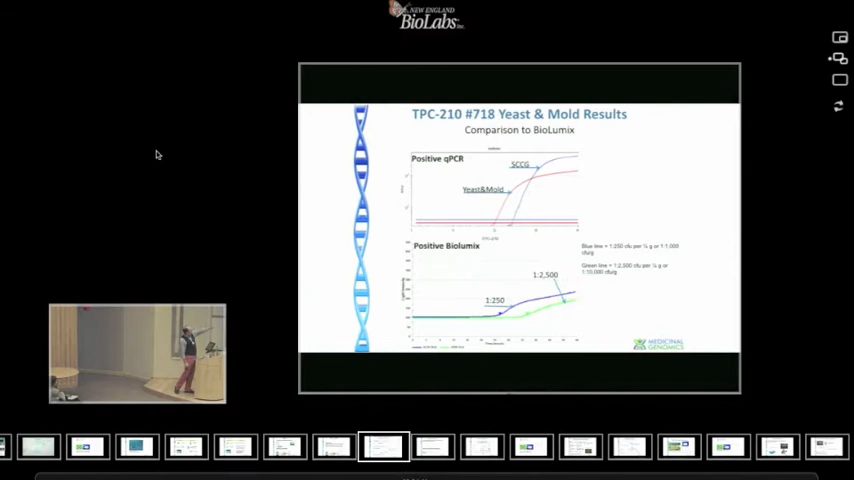 NEW ENGLAND
BioLabs Inc.
TPC-210 #718 Yeast & Mold Results
Comparison to BioLumix
Positive qPCR
SCCG
Yeast&Mold
Positive Biolumix
Blue line = 1:250 cfu per ¼ g or 1:1,000
cfu/g
Green line = 1:2,500 cfu per ¼ g or
1:10,000 cfu/g
1:2,500
1:250
MEDICINAL
GENOMICS